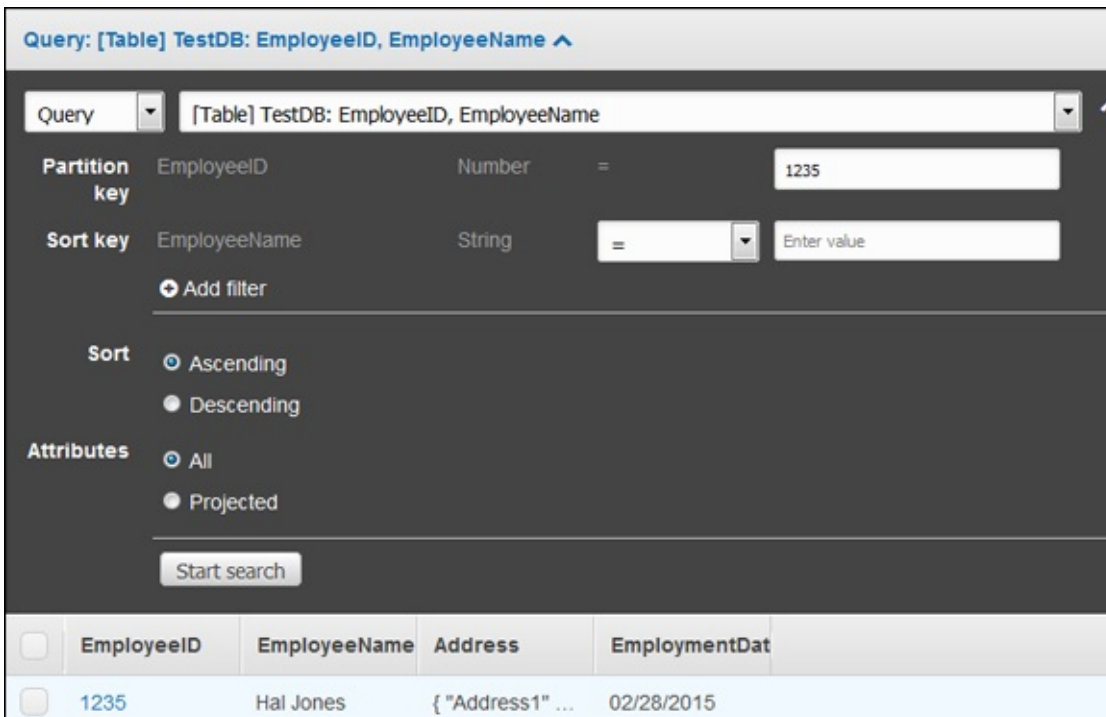 Query: [Table] TestDB: EmployeeID, EmployeeName
Query [Table] TestDB: EmployeeID, EmployeeName
Partition key EmployeeID Number = 1235
Sort key EmployeeName String = Enter value
Add filter
Sort Ascending
Descending
Attributes All
Projected
Start search
EmployeeID EmployeeName Address EmploymentDat
1235 Hal Jones { "Address1" ... 02/28/2015